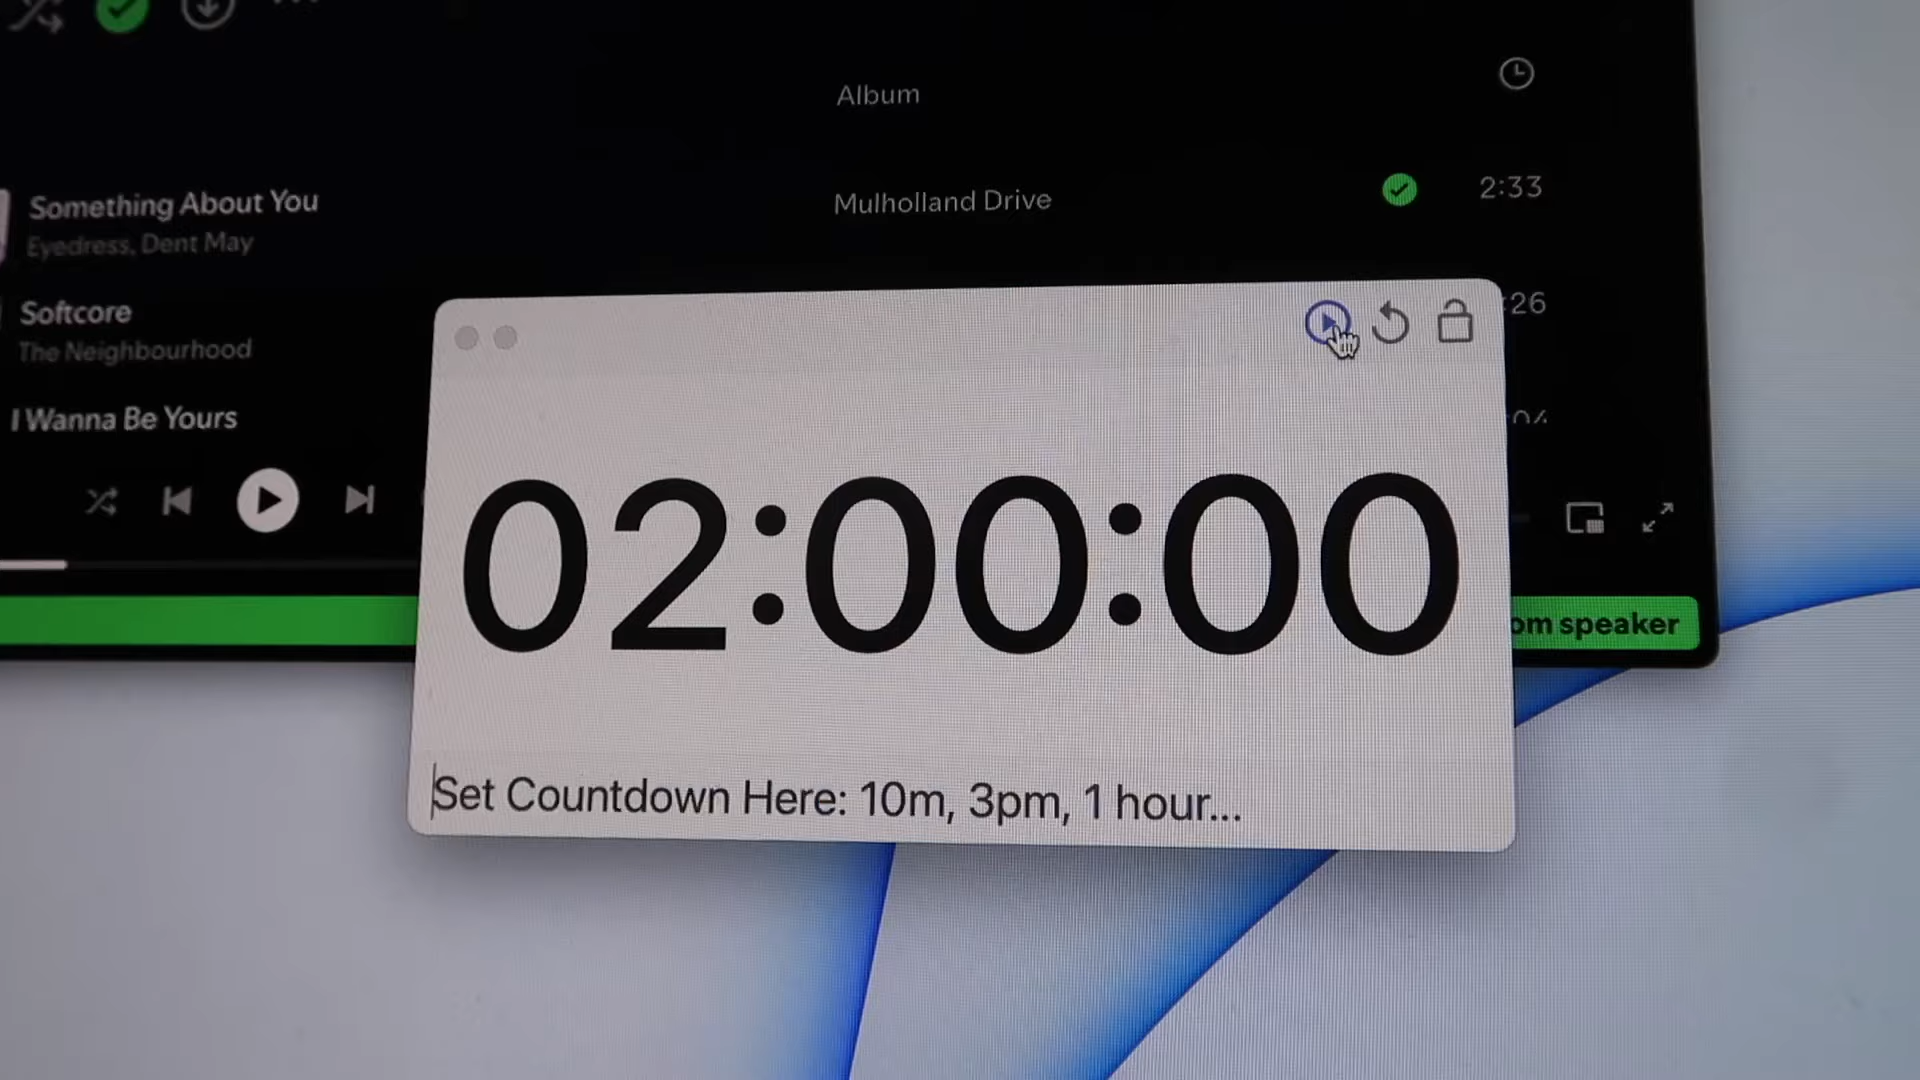 Album
Something About You
Mulholland Drive
2:33
Eyedress, Dent May
Softcore
:26
The Neighbourhood
I Wanna Be Yours
02:00:00
om speaker
Set Countdown Here: 10m, 3pm, 1 hour...